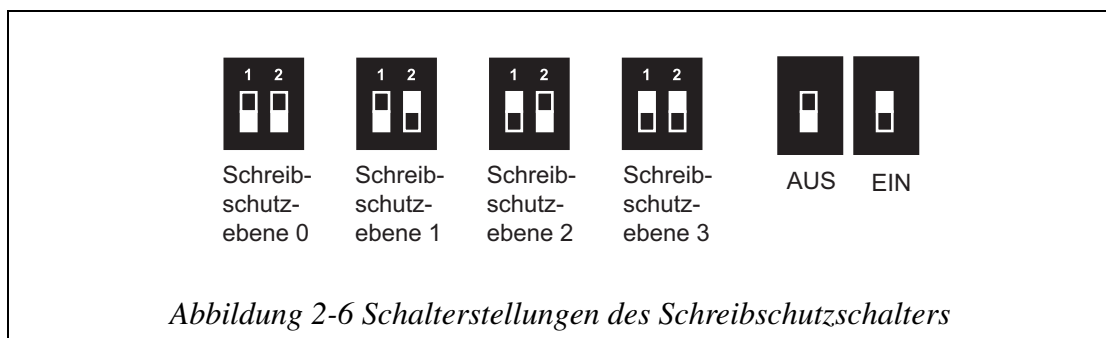 1 2
1 2
1 2
1 2
Schreib-
schutz-
ebene 0
Schreib-
schutz-
ebene 1
Schreib-
schutz-
ebene 2
Schreib-
schutz-
ebene 3
AUS
EIN
Abbildung 2-6 Schalterstellungen des Schreibschutzschalters